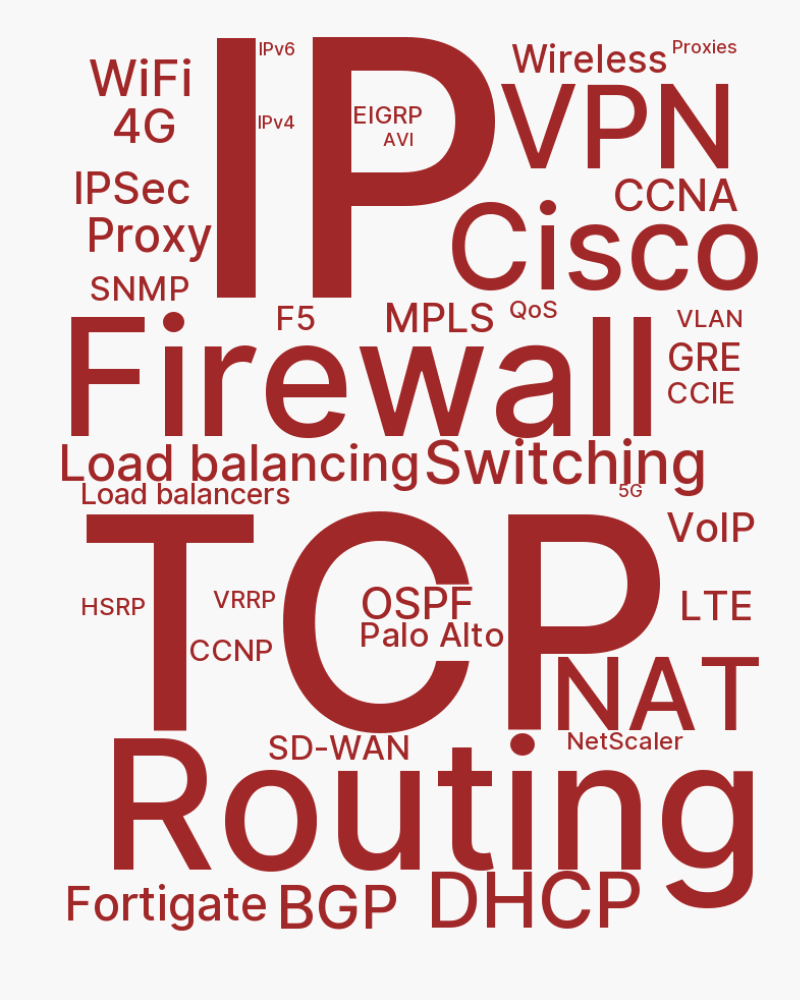 IPv6
Proxies
Wireless
WiFi
IP
VPN
4G
IPv4
EIGRP
AVI
IPSec
CCNA
Proxy
Cisco
SNMP
F5
MPLS
QoS
VLAN
Firewall
GRE
CCIE
Load balancing
Switching
Load balancers
5G
VoIP
TCP
HSRP
VRRP
OSPF
LTE
Palo Alto
CCNP
NAT
SD-WAN
NetScaler
Routing
Fortigate
BGP
DHCP